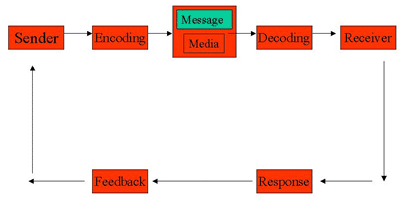 Sender
Encoding
Message
Media
Decoding
Receiver
Feedback
Response